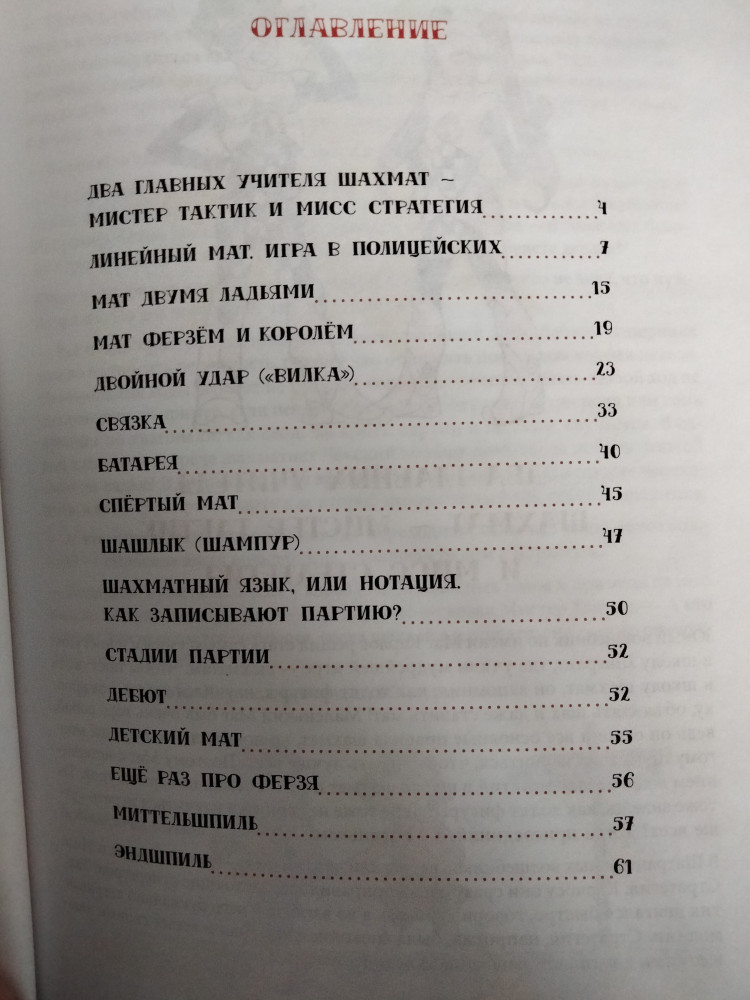 ОГЛАВЛЕНИЕ
ДВА ГЛАВНЫХ УЧИТЕЛЯ ШАХМАТ –
МИСТЕР ТАКТИК И МИСС СТРАТЕГИЯ 4
ЛИНЕЙНЫЙ МАТ. ИГРА В ПОЛИЦЕЙСКИХ 7
МАТ ДВУМЯ ЛАДЬЯМИ 15
МАТ ФЕРЗЁМ И КОРОЛЁМ 19
ДВОЙНОЙ УДАР («ВИЛКА») 23
СВЯЗКА 33
БАТАРЕЯ 40
СПЁРТЫЙ МАТ 45
ШАШЛЫК (ШАМПУР) 47
ШАХМАТНЫЙ ЯЗЫК, ИЛИ НОТАЦИЯ.
КАК ЗАПИСЫВАЮТ ПАРТИЮ? 50
СТАДИИ ПАРТИИ 52
ДЕБЮТ 52
ДЕТСКИЙ МАТ 55
ЕЩЁ РАЗ ПРО ФЕРЗЯ 56
МИТТЕЛЬШПИЛЬ 57
ЭНДШПИЛЬ 61